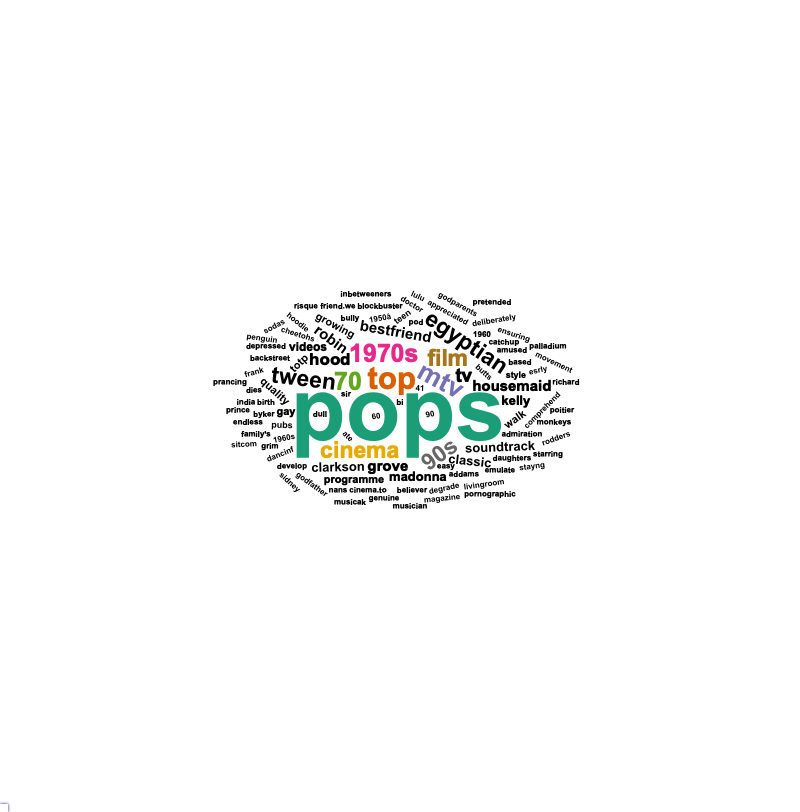 inbetweeners
lulu
godparents
pretended
risque friend.we blockbuster
doctor
appreciated
hoodie
growing
bully
1950â
teen
pod
egyptian
deliberately
sodas
cheetohs
robin
bestfriend
1960
ensuring
penguin
catchup
depressed
videos
1970s
film
amused
palladium
backstreet
totp
hood
tv
butts
based
movement
frank
tween
70
top
mtv
style
esrly
prancing
dies
quality
sir
41
housemaid
richard
india birth
pops
bi
kelly
comprehend
prince
byker
gay
dull
60
90
walk
poitier
endless
pubs
monkeys
family's
1960s
ate
admiration
rodders
sitcom
grim
cinema
90s
soundtrack
dancinf
classic
daughters
starring
develop
clarkson
grove
easy
addams
emulate
stayng
sidney
godfather
programme
madonna
livingroom
nans cinema.to
believer
degrade
pornographic
musicak
genuine
magazine
musician